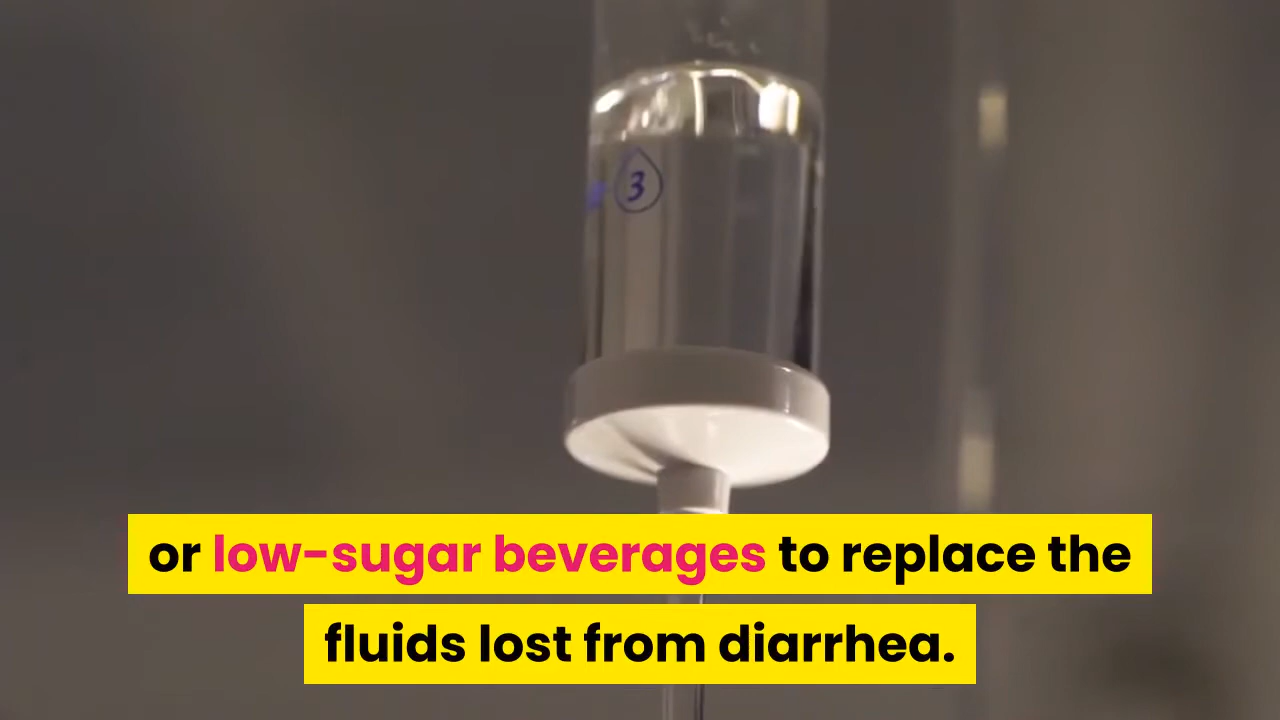 3
or low-sugar beverages to replace the
fluids lost from diarrhea.